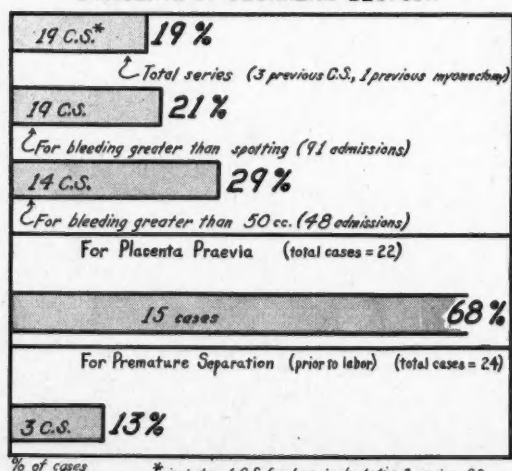 19 C.S.* 19%
Total series (3 previous C.S., 1 previous myomectomy)
19 C.S. 21%
For bleeding greater than spotting (91 admissions)
14 C.S. 29%
For bleeding greater than 50 cc. (48 admissions)
For Placenta Praevia (total cases = 22)
15 cases 68%
For Premature Separation (prior to labor) (total cases = 24)
3 C.S. 13%
% of cases